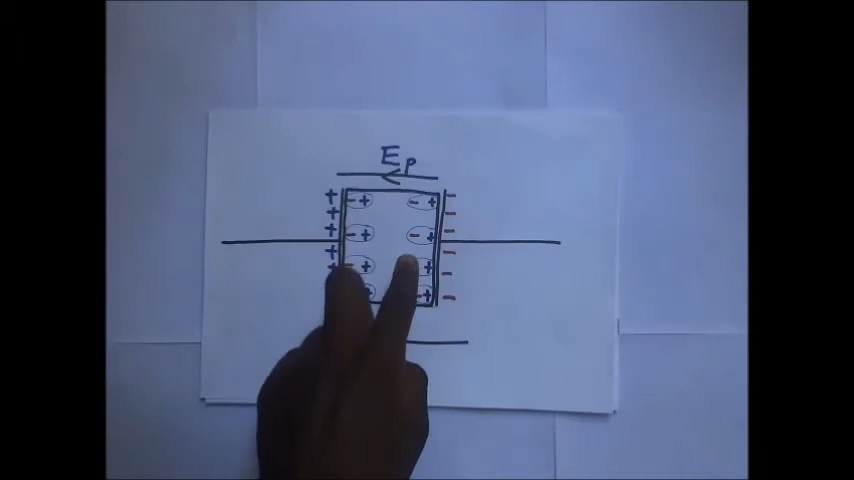 Ep
+ - + - + -
+ -
+ - + - + -
+ - + + -
+ -
+ - + -